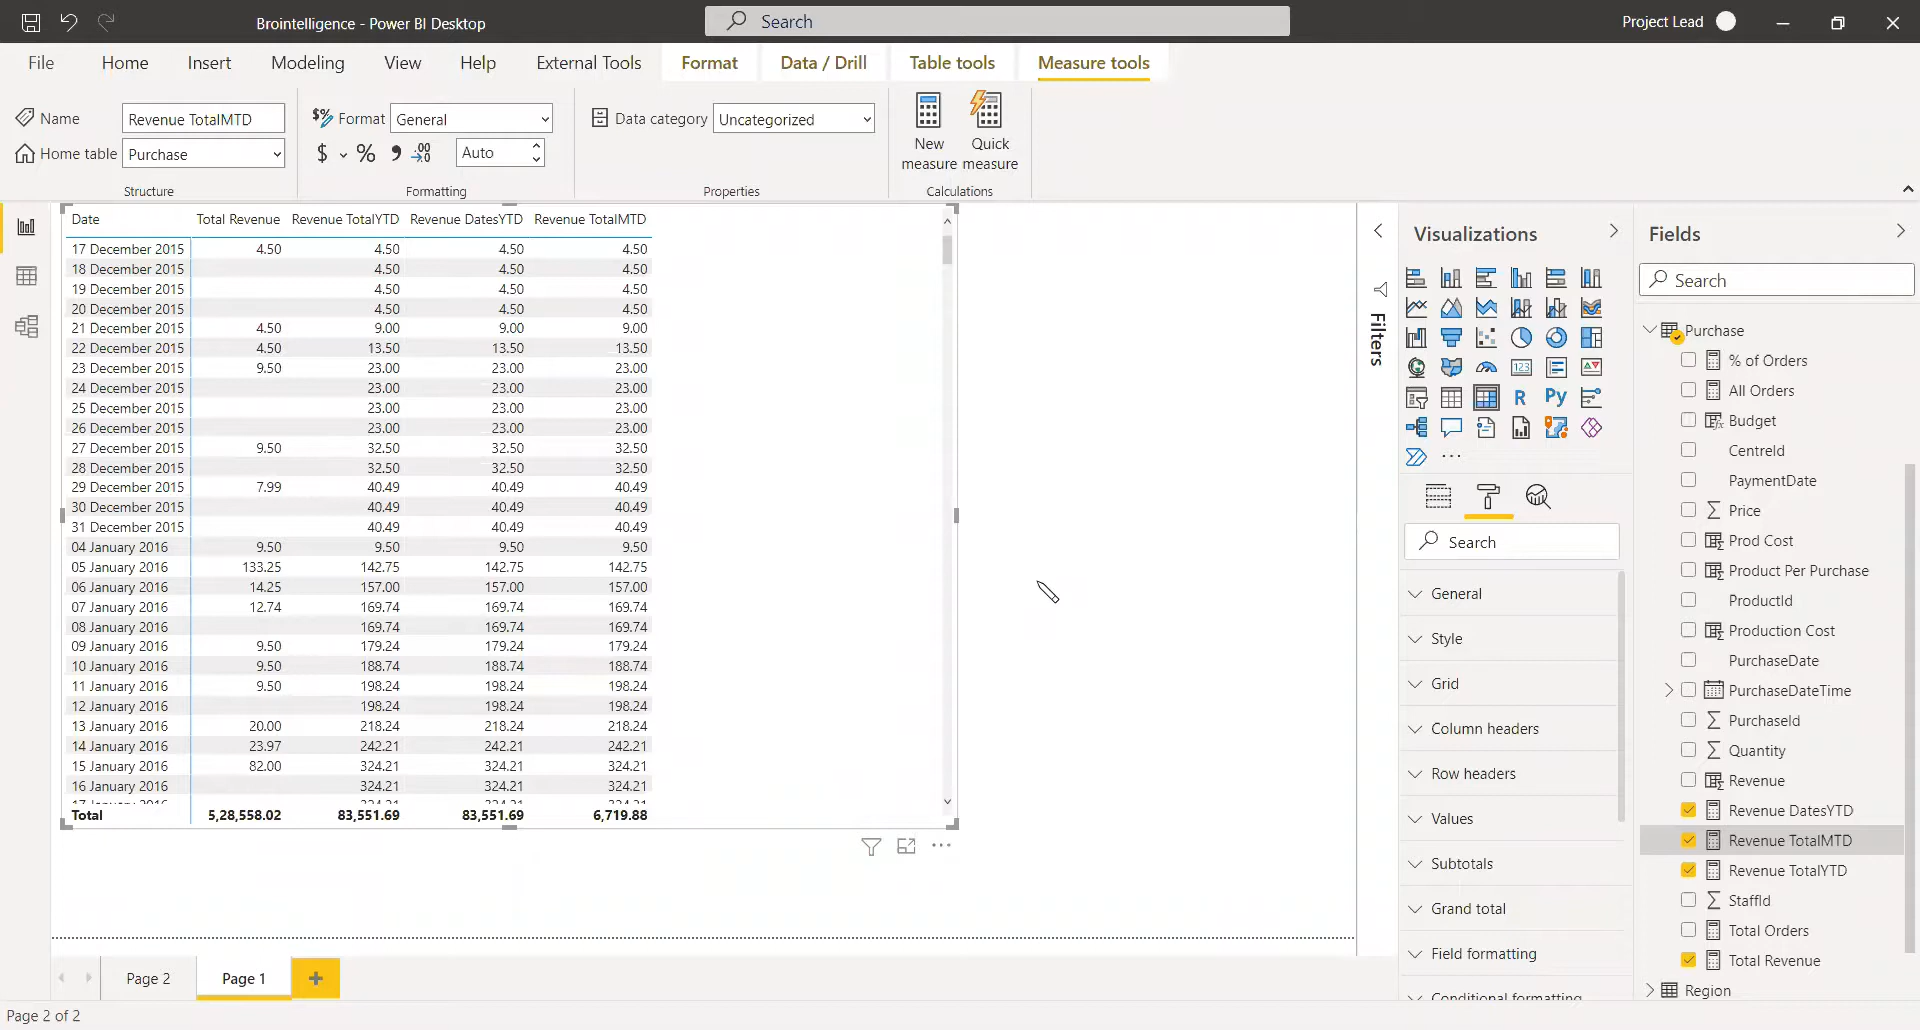 Brointelligence - Power BI Desktop
Search
Project Lead
File Home Insert Modeling View Help External Tools Format Data / Drill Table tools Measure tools
Name Revenue TotalMTD
Home table Purchase
Structure
$% Format General
$ % , .00 Auto
Formatting
Data category Uncategorized
Properties
New measure
Quick measure
Calculations
Date Total Revenue Revenue TotalYTD Revenue DatesYTD Revenue TotalMTD
17 December 2015 4.50 4.50 4.50 4.50
18 December 2015 4.50 4.50 4.50
19 December 2015 4.50 4.50 4.50
20 December 2015 4.50 4.50 4.50
21 December 2015 4.50 9.00 9.00 9.00
22 December 2015 4.50 13.50 13.50 13.50
23 December 2015 9.50 23.00 23.00 23.00
24 December 2015 23.00 23.00 23.00
25 December 2015 23.00 23.00 23.00
26 December 2015 23.00 23.00 23.00
27 December 2015 9.50 32.50 32.50 32.50
28 December 2015 32.50 32.50 32.50
29 December 2015 7.99 40.49 40.49 40.49
30 December 2015 40.49 40.49 40.49
31 December 2015 40.49 40.49 40.49
04 January 2016 9.50 9.50 9.50 9.50
05 January 2016 133.25 142.75 142.75 142.75
06 January 2016 14.25 157.00 157.00 157.00
07 January 2016 12.74 169.74 169.74 169.74
08 January 2016 169.74 169.74 169.74
09 January 2016 9.50 179.24 179.24 179.24
10 January 2016 9.50 188.74 188.74 188.74
11 January 2016 9.50 198.24 198.24 198.24
12 January 2016 198.24 198.24 198.24
13 January 2016 20.00 218.24 218.24 218.24
14 January 2016 23.97 242.21 242.21 242.21
15 January 2016 82.00 324.21 324.21 324.21
16 January 2016 324.21 324.21 324.21
17 January 2016 324.21 324.21 324.21
Total 5,28,558.02 83,551.69 83,551.69 6,719.88
Filters
Visualizations
123
R Py
Search
General
Style
Grid
Column headers
Row headers
Values
Subtotals
Grand total
Field formatting
Conditional formatting
Fields
Search
Purchase
% of Orders
All Orders
Budget
CentreId
PaymentDate
Price
Prod Cost
Product Per Purchase
ProductId
Production Cost
PurchaseDate
PurchaseDateTime
PurchaseId
Quantity
Revenue
Revenue DatesYTD
Revenue TotalMTD
Revenue TotalYTD
StaffId
Total Orders
Total Revenue
Region
Page 2 Page 1 +
Page 2 of 2